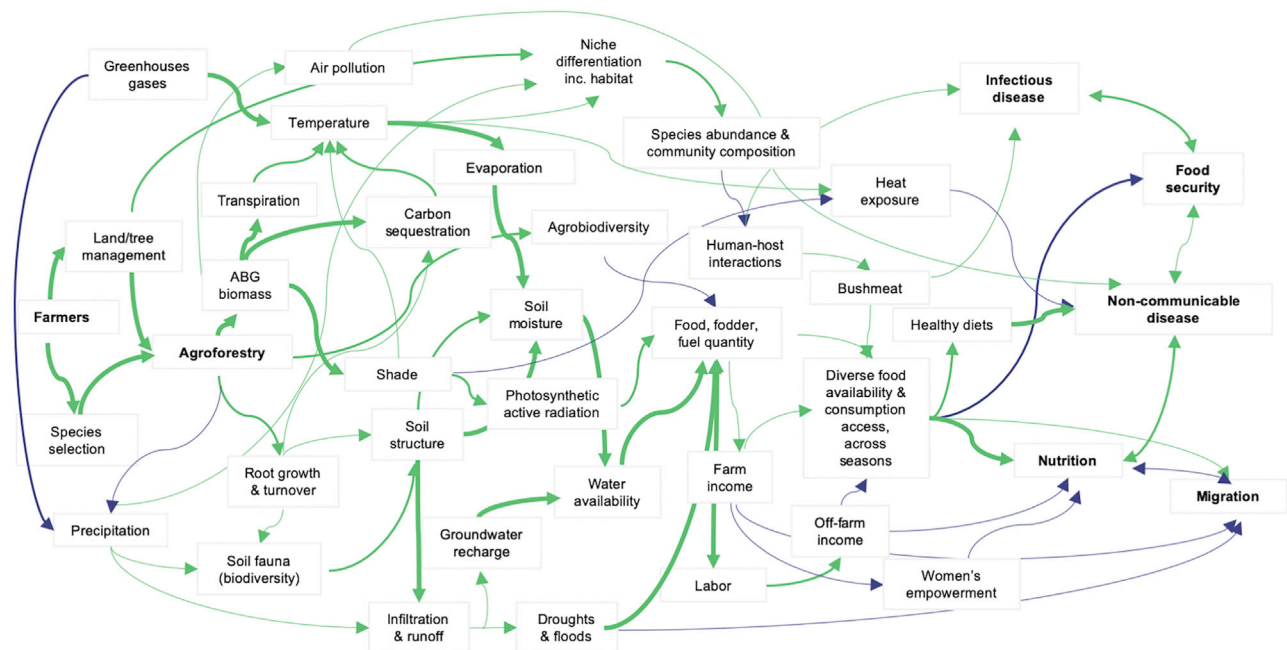 Greenhouses
gases
Air pollution
Niche
differentiation
inc. habitat
Infectious
disease
Temperature
Species abundance &
community composition
Evaporation
Food
security
Heat
exposure
Transpiration
Carbon
sequestration
Agrobiodiversity
Land/tree
management
Human-host
interactions
ABG
biomass
Bushmeat
Farmers
Soil
moisture
Non-communicable
disease
Food, fodder,
fuel quantity
Healthy diets
Agroforestry
Shade
Photosynthetic
active radiation
Diverse food
availability &
consumption
access,
across
seasons
Species
selection
Soil
structure
Root growth
& turnover
Water
availability
Farm
income
Nutrition
Migration
Precipitation
Groundwater
recharge
Off-farm
income
Soil fauna
(biodiversity)
Labor
Women's
empowerment
Infiltration
& runoff
Droughts
& floods